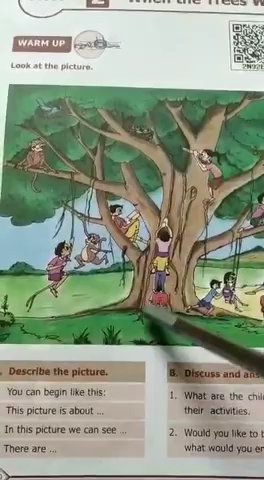 2 When the Trees W
WARM UP
Look at the picture.
Describe the picture.
You can begin like this:
This picture is about ...
In this picture we can see ...
There are ...
B. Discuss and ans
1. What are the chil
their activities.
2. Would you like to t
what would you en